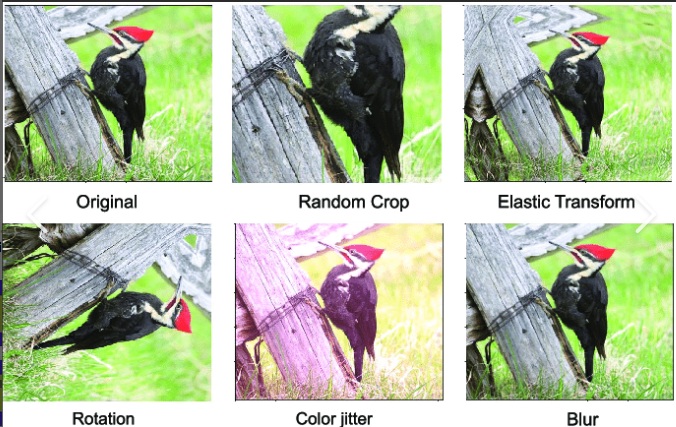 Original
Random Crop
Elastic Transform
Rotation
Color jitter
Blur